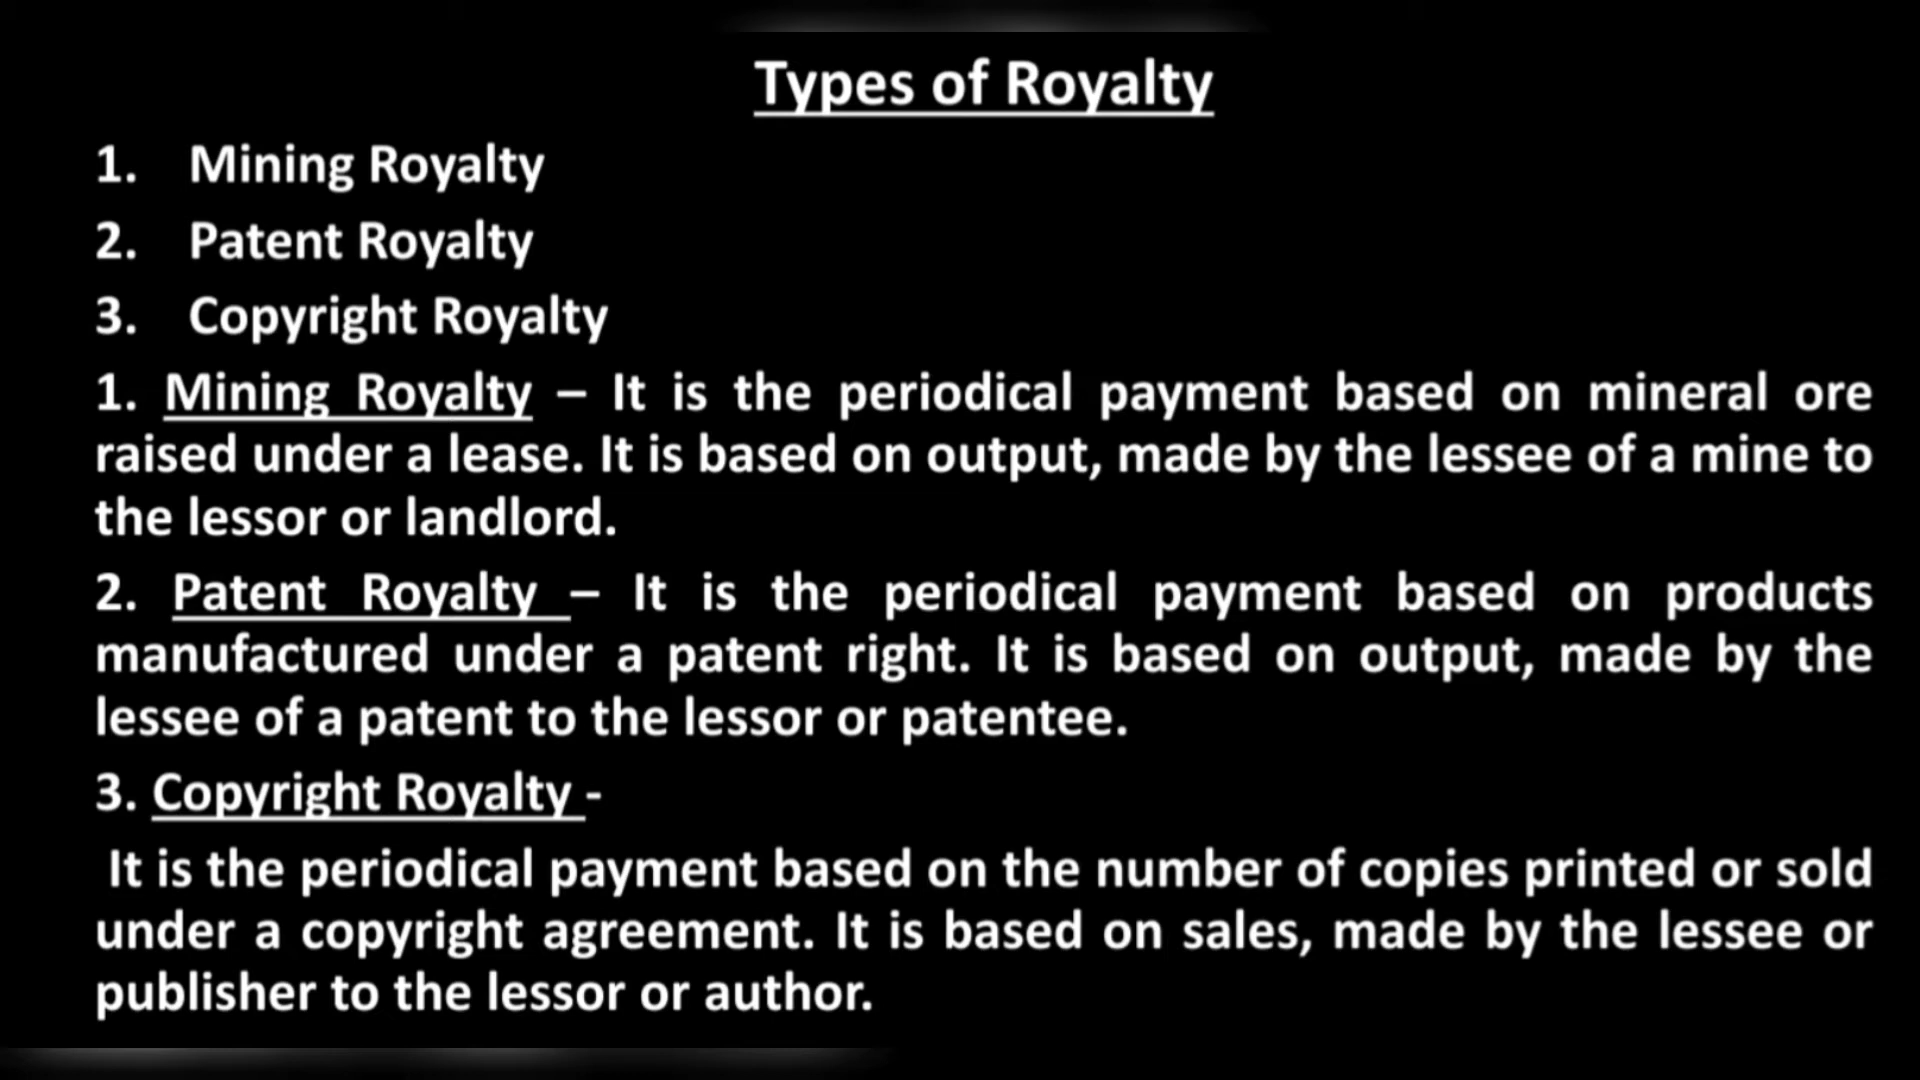 Types of Royalty
1. Mining Royalty
2. Patent Royalty
3. Copyright Royalty
1. Mining Royalty – It is the periodical payment based on mineral ore
raised under a lease. It is based on output, made by the lessee of a mine to
the lessor or landlord.
2. Patent Royalty – It is the periodical payment based on products
manufactured under a patent right. It is based on output, made by the
lessee of a patent to the lessor or patentee.
3. Copyright Royalty -
It is the periodical payment based on the number of copies printed or sold
under a copyright agreement. It is based on sales, made by the lessee or
publisher to the lessor or author.